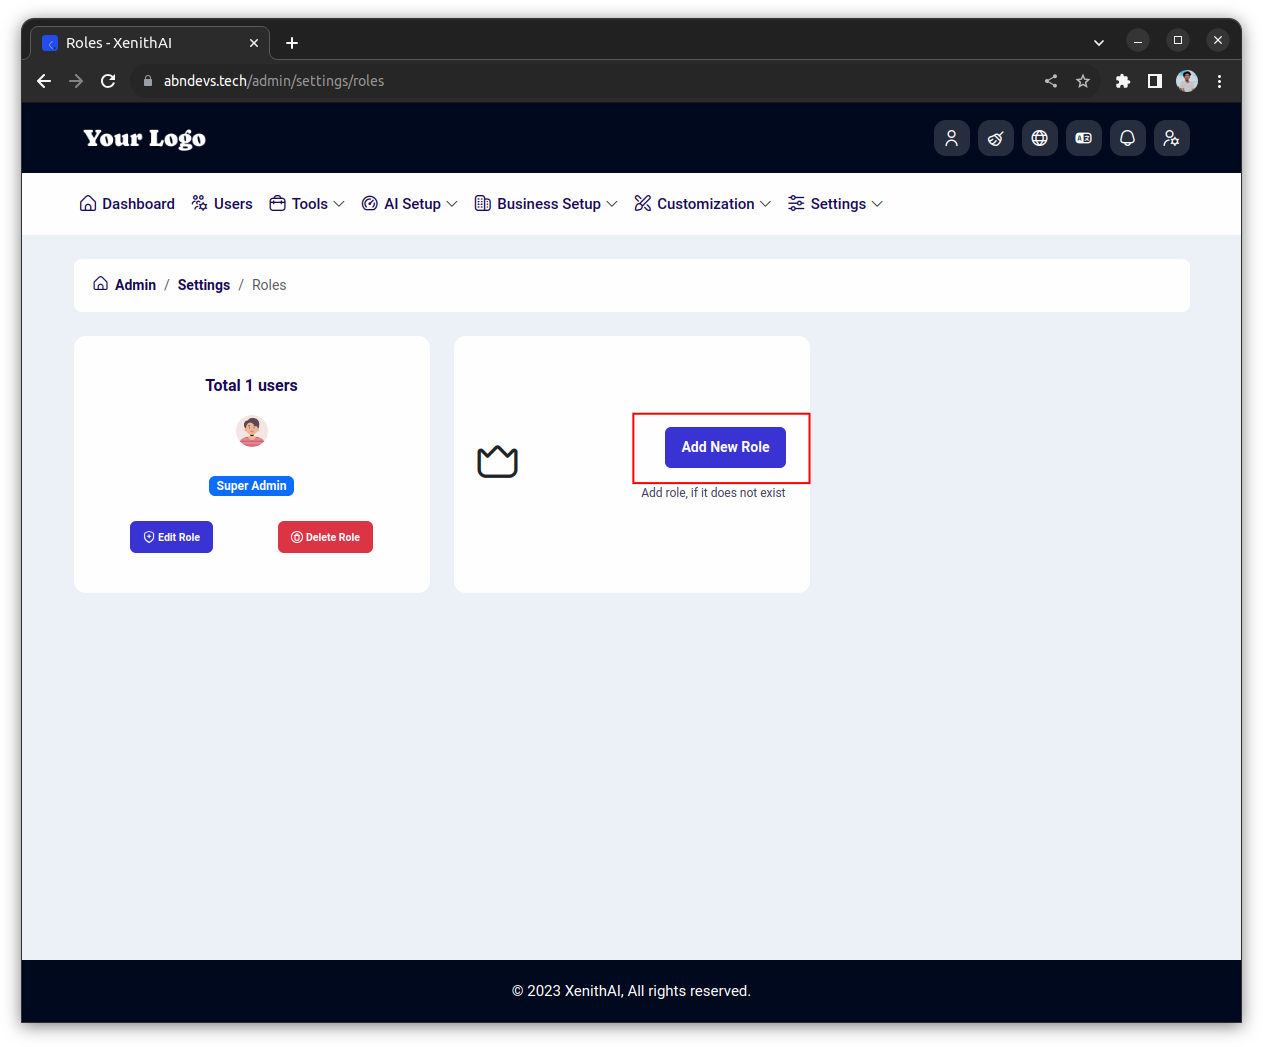 Roles - XenithAI
abndevs.tech/admin/settings/roles
Your Logo
Dashboard Users Tools AI Setup Business Setup Customization Settings
Admin / Settings / Roles
Total 1 users
Super Admin
Edit Role Delete Role
Add New Role
Add role, if it does not exist
© 2023 XenithAI, All rights reserved.